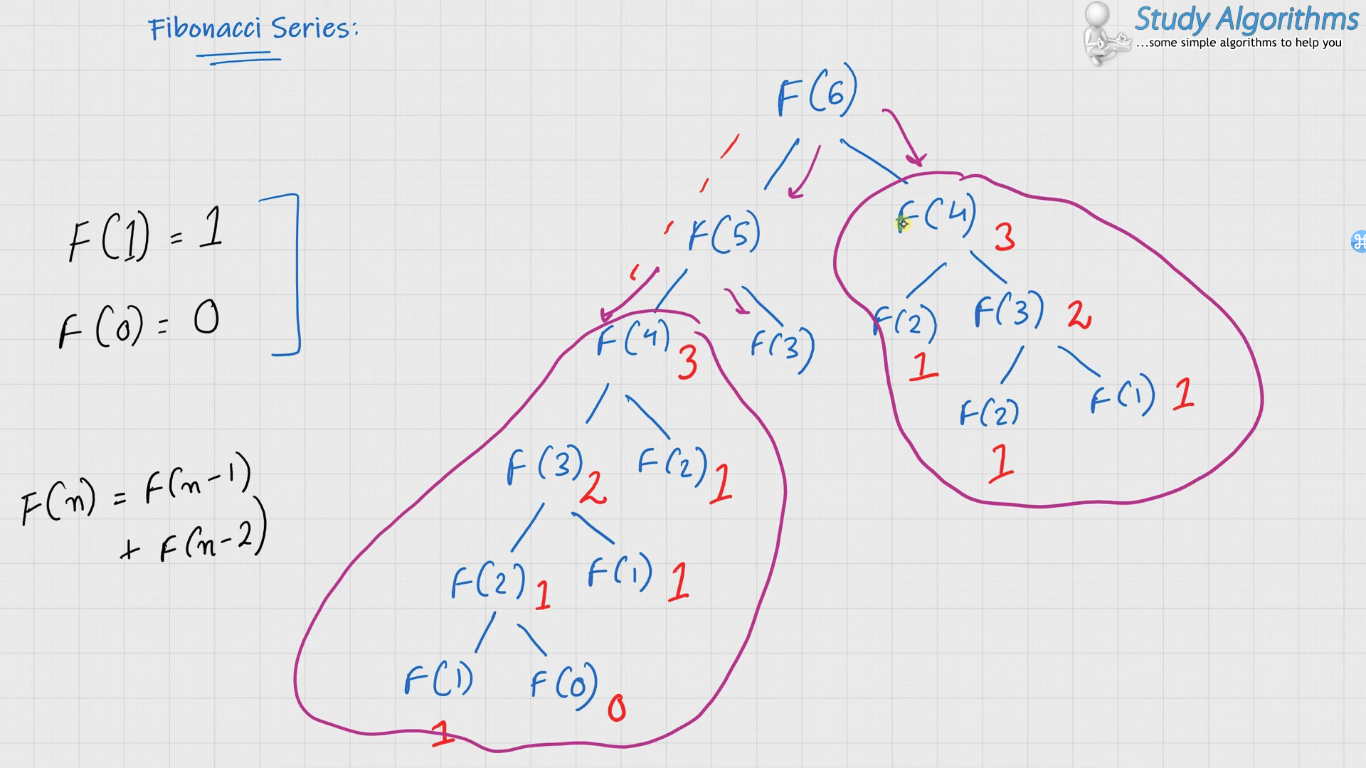 Fibonacci Series:
Study Algorithms
...some simple algorithms to help you
F(1) = 1
F(0) = 0
F(n) = F(n-1)
+ F(n-2)
F(6)
F(5)
F(4) 3
F(4) 3
F(3)
F(2) 1
F(3) 2
F(2) 1
F(1) 1
F(3) 2
F(2) 1
F(2) 1
F(1) 1
F(1) 1
F(0) 0